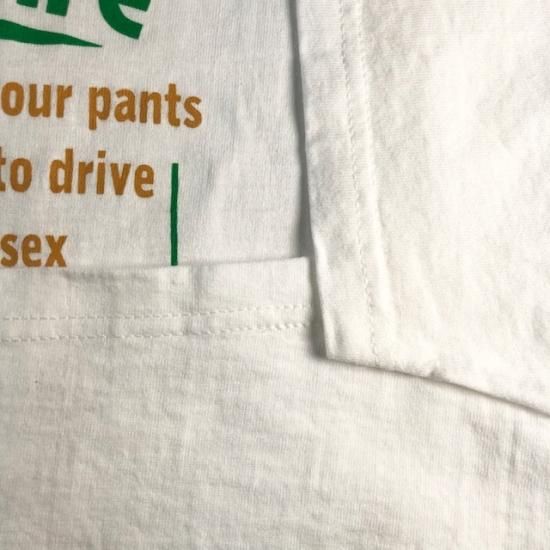 our pants
to drive
sex